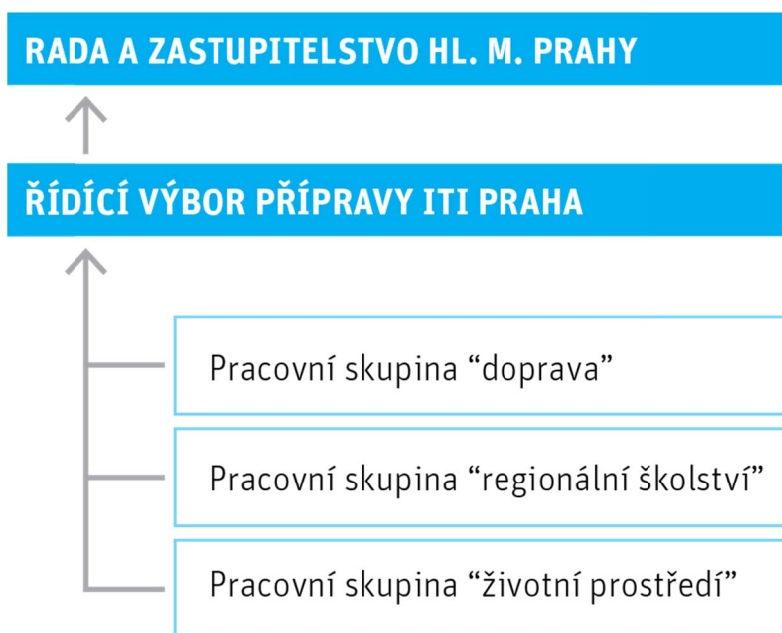 RADA A ZASTUPITELSTVO HL. M. PRAHY
ŘÍDÍCÍ VÝBOR PŘÍPRAVY ITI PRAHA
Pracovní skupina “doprava”
Pracovní skupina “regionální školství”
Pracovní skupina “životní prostředí”